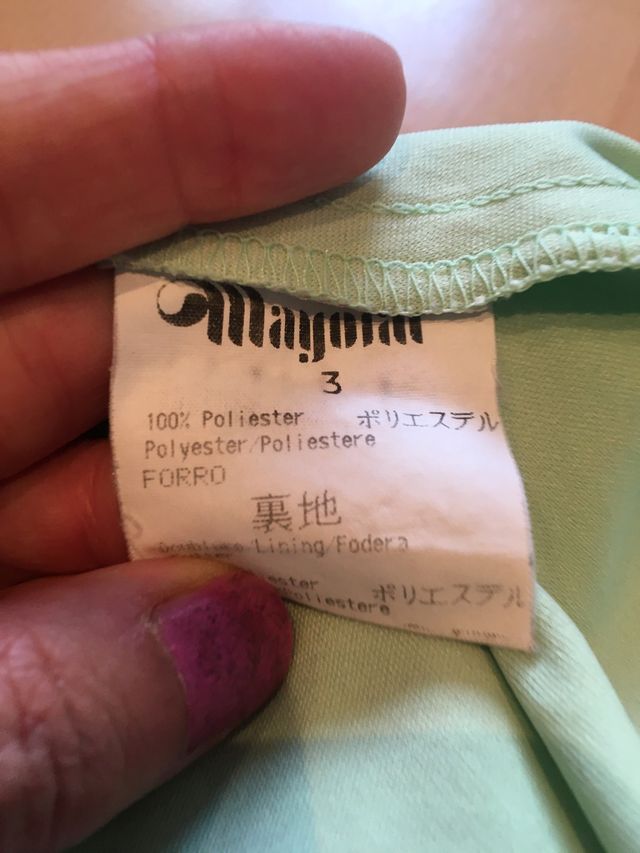 Mayoral
3
100% Poliester ポリエステル
Polyester/Poliestere
FORRO
裏地
Lining/Fodera
ポリエステル